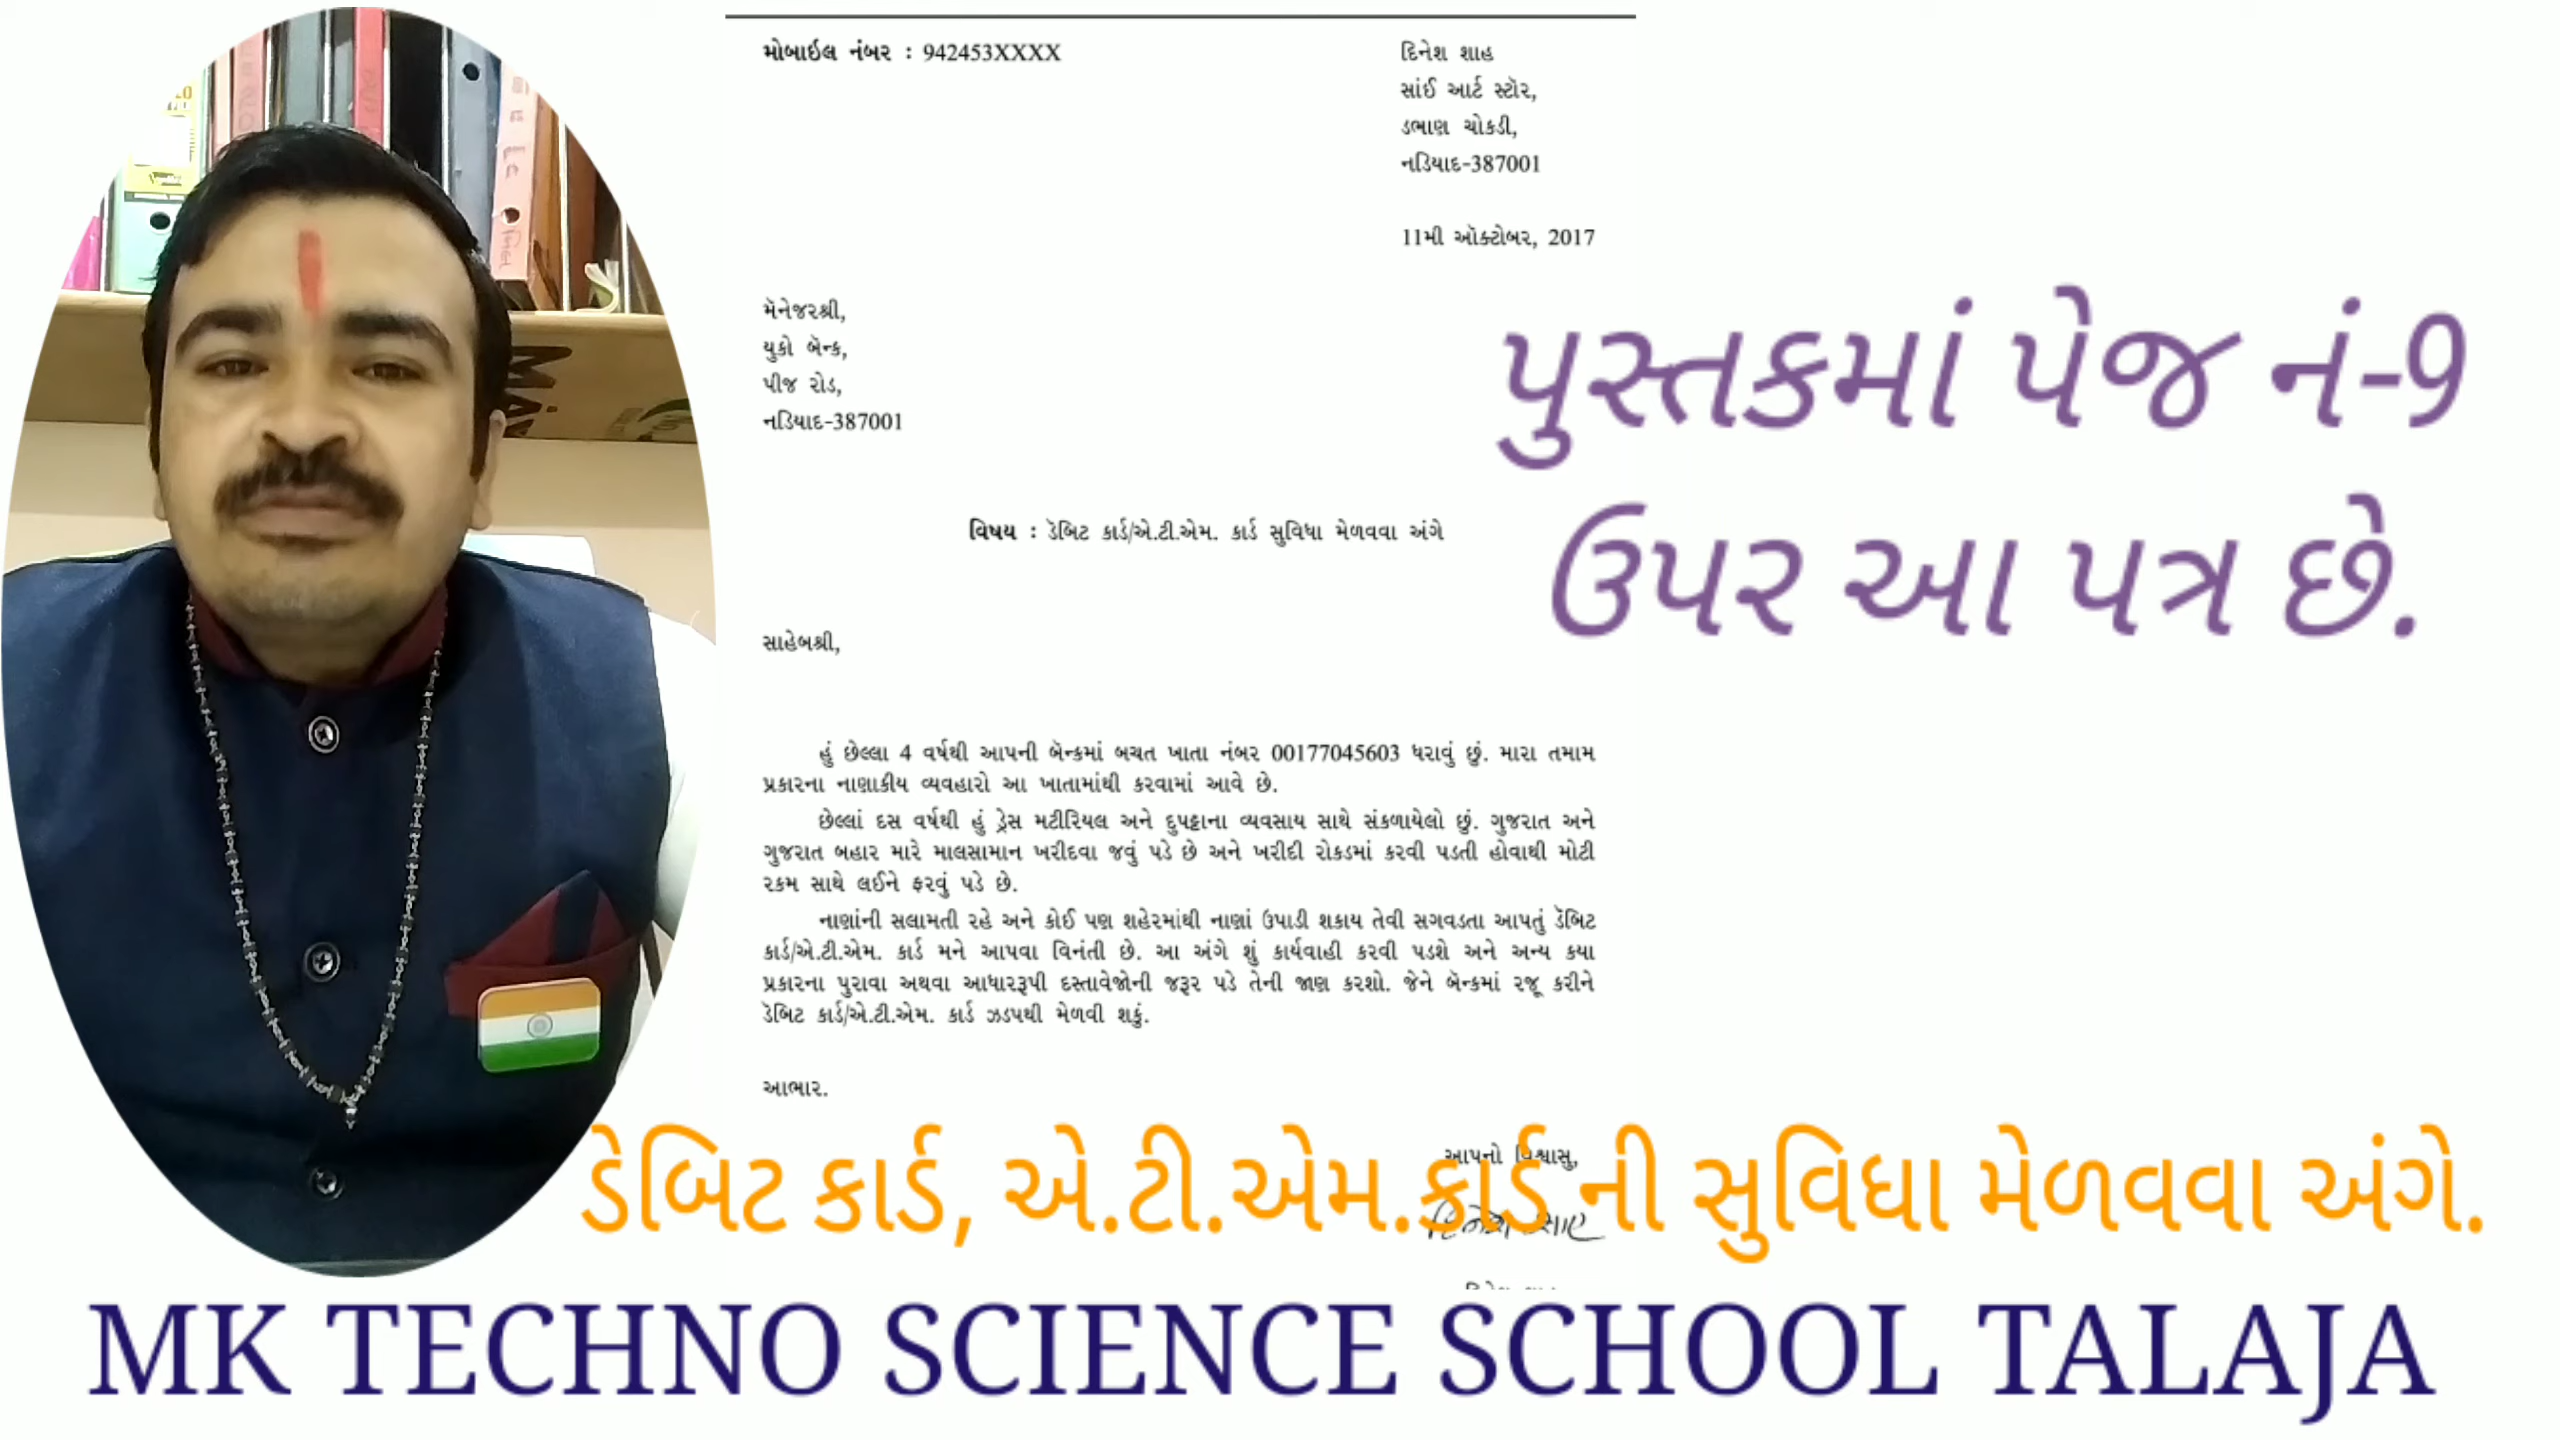 મોબાઇલ નંબર : 942453XXXX
દિનેશ શાહ
સાંઈ આર્ટ સ્ટોર,
ડભાણ ચોકડી,
નડિયાદ-387001
11મી ઑક્ટોબર, 2017
મૅનેજરશ્રી,
યુકો બૅન્ક,
પીજ રોડ,
નડિયાદ-387001
વિષય : ડેબિટ કાર્ડ/એ.ટી.એમ. કાર્ડ સુવિધા મેળવવા અંગે
સાહેબશ્રી,
હું છેલ્લા 4 વર્ષથી આપની બૅન્કમાં બચત ખાતા નંબર 00177045603 ધરાવું છું. મારા તમામ
પ્રકારના નાણાકીય વ્યવહારો આ ખાતામાંથી કરવામાં આવે છે.
છેલ્લાં દસ વર્ષથી હું ડ્રેસ મટીરિયલ અને દુપટ્ટાના વ્યવસાય સાથે સંકળાયેલો છું. ગુજરાત અને
ગુજરાત બહાર મારે માલસામાન ખરીદવા જવું પડે છે અને ખરીદી રોકડમાં કરવી પડતી હોવાથી મોટી
રકમ સાથે લઈને ફરવું પડે છે.
નાણાંની સલામતી રહે અને કોઈ પણ શહેરમાંથી નાણાં ઉપાડી શકાય તેવી સગવડતા આપતું ડેબિટ
કાર્ડ/એ.ટી.એમ. કાર્ડ મને આપવા વિનંતી છે. આ અંગે શું કાર્યવાહી કરવી પડશે અને અન્ય કયા
પ્રકારના પુરાવા અથવા આધારરૂપી દસ્તાવેજોની જરૂર પડે તેની જાણ કરશો. જેને બૅન્કમાં રજૂ કરીને
ડેબિટ કાર્ડ/એ.ટી.એમ. કાર્ડ ઝડપથી મેળવી શકું.
આભાર.
આપનો વિશ્વાસુ,
પુસ્તકમાં પેજ નં-9
ઉપર આ પત્ર છે.
ડેબિટ કાર્ડ, એ.ટી.એમ.કાર્ડ ની સુવિધા મેળવવા અંગે.
MK TECHNO SCIENCE SCHOOL TALAJA